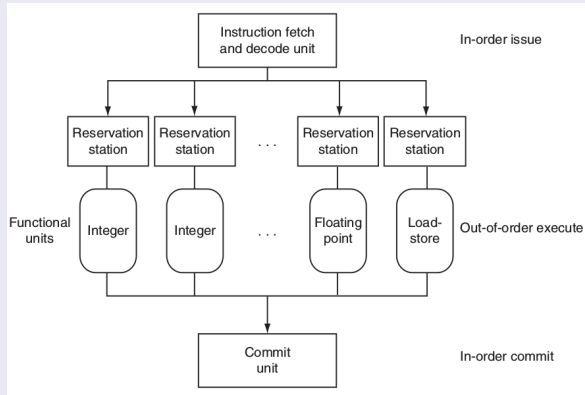 Instruction fetch
and decode unit
In-order issue
Reservation
station
Reservation
station
. . .
Reservation
station
Reservation
station
Functional
units
Integer
Integer
. . .
Floating
point
Load-
store
Out-of-order execute
Commit
unit
In-order commit